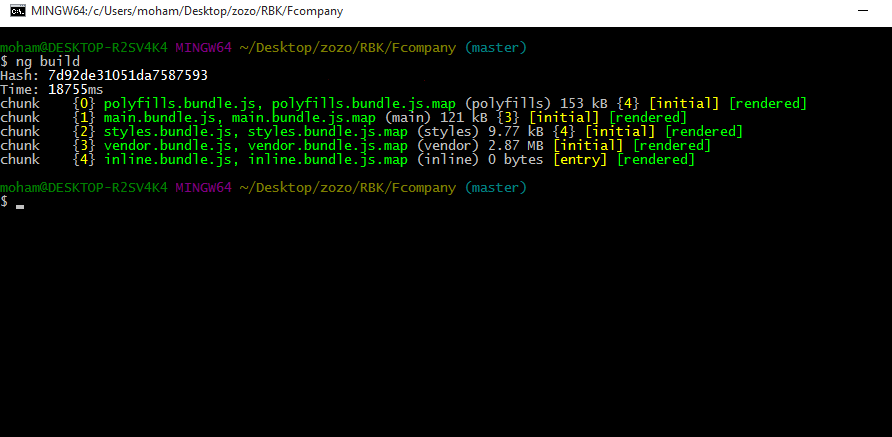 MINGW64:/c/Users/moham/Desktop/zozo/RBK/Fcompany
moham@DESKTOP-R2SV4K4 MINGW64 ~/Desktop/zozo/RBK/Fcompany (master)
$ ng build
Hash: 7d92de31051da7587593
Time: 18755ms
chunk    {0} polyfills.bundle.js, polyfills.bundle.js.map (polyfills) 153 kB {4} [initial] [rendered]
chunk    {1} main.bundle.js, main.bundle.js.map (main) 121 kB {3} [initial] [rendered]
chunk    {2} styles.bundle.js, styles.bundle.js.map (styles) 9.77 kB {4} [initial] [rendered]
chunk    {3} vendor.bundle.js, vendor.bundle.js.map (vendor) 2.87 MB [initial] [rendered]
chunk    {4} inline.bundle.js, inline.bundle.js.map (inline) 0 bytes [entry] [rendered]
moham@DESKTOP-R2SV4K4 MINGW64 ~/Desktop/zozo/RBK/Fcompany (master)
$